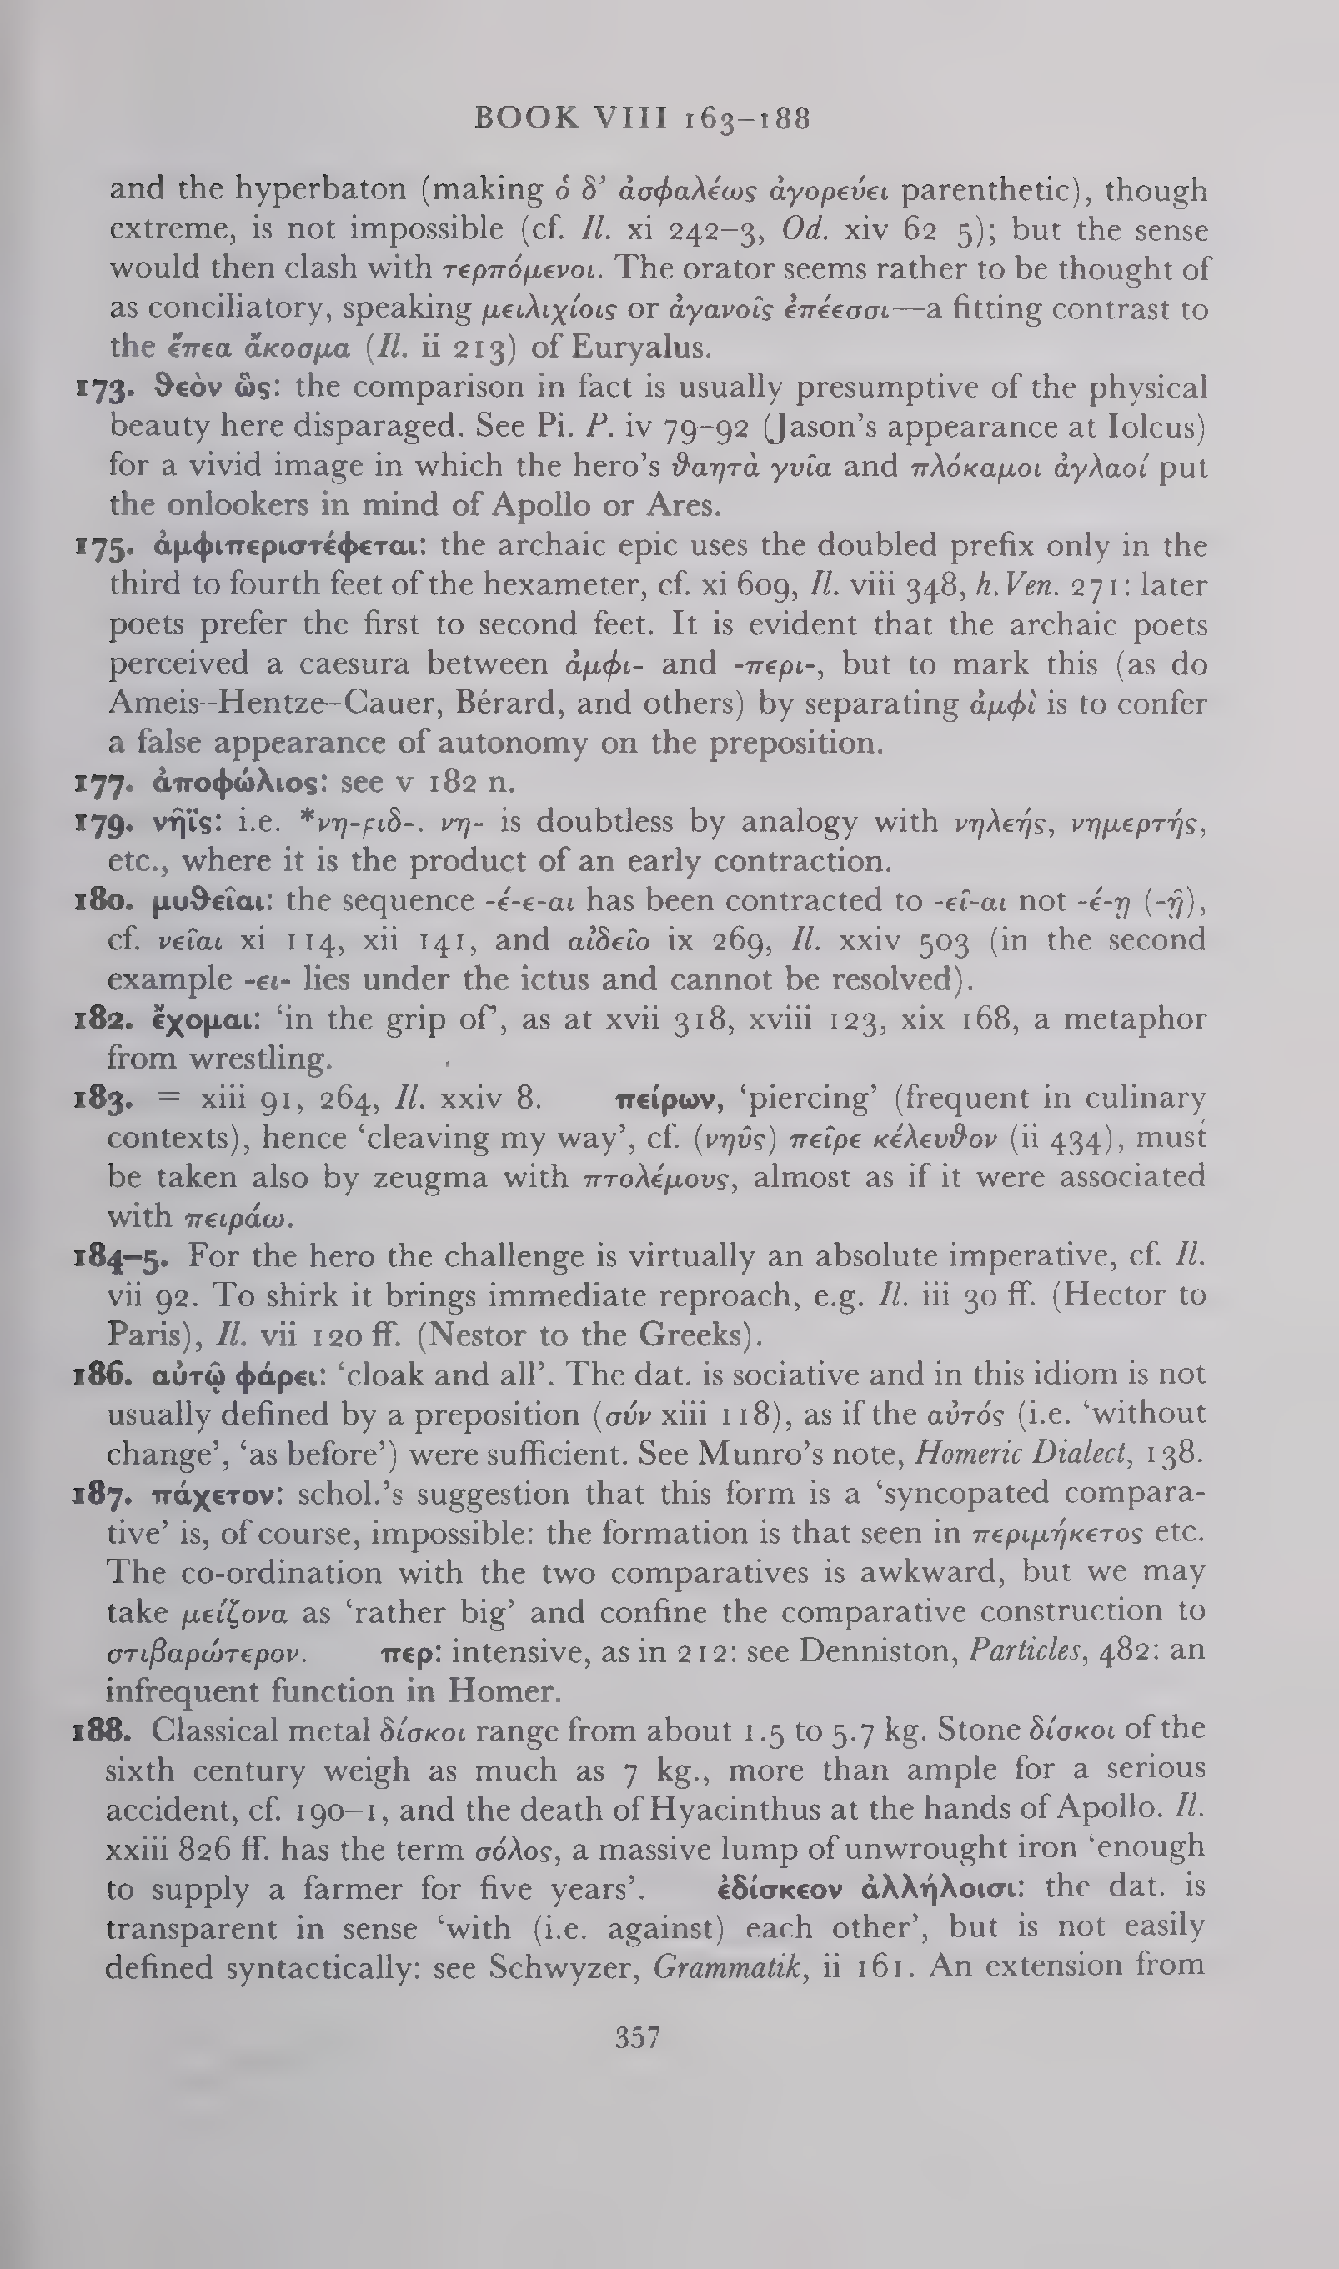 BOOK VIII 163–188
and the hyperbaton (making ὁ δ’ ἀσφαλέως ἀγορεύει parenthetic), though
extreme, is not impossible (cf. Il. xi 242–3, Od. xiv 62 5); but the sense
would then clash with τερπόμενοι. The orator seems rather to be thought of
as conciliatory, speaking μειλιχίοις or ἀγανοῖς ἐπέεσσι—a fitting contrast to
the ἔπεα ἄκοσμα (Il. ii 213) of Euryalus.
173. ϑεὸν ὣς: the comparison in fact is usually presumptive of the physical
beauty here disparaged. See Pi. P. iv 79–92 (Jason’s appearance at Iolcus)
for a vivid image in which the hero’s ϑαητὰ γυῖα and πλόκαμοι ἀγλαοί put
the onlookers in mind of Apollo or Ares.
175. ἀμφιπεριστέφεται: the archaic epic uses the doubled prefix only in the
third to fourth feet of the hexameter, cf. xi 609, Il. viii 348, h. Ven. 271: later
poets prefer the first to second feet. It is evident that the archaic poets
perceived a caesura between ἀμφι- and -περι-, but to mark this (as do
Ameis–Hentze–Cauer, Bérard, and others) by separating ἀμφὶ is to confer
a false appearance of autonomy on the preposition.
177. ἀποφώλιος: see v 182 n.
179. νῆϊς: i.e. *νη-ϝιδ-. νη- is doubtless by analogy with νηλεής, νημερτής,
etc., where it is the product of an early contraction.
180. μυϑεῖαι: the sequence -έ-ε-αι has been contracted to -εῖ-αι not -έ-ῃ (-ῇ),
cf. νεῖαι xi 114, xii 141, and αἰδεῖο ix 269, Il. xxiv 503 (in the second
example -ει- lies under the ictus and cannot be resolved).
182. ἔχομαι: ‘in the grip of’, as at xvii 318, xviii 123, xix 168, a metaphor
from wrestling.
183. = xiii 91, 264, Il. xxiv 8. πείρων, ‘piercing’ (frequent in culinary
contexts), hence ‘cleaving my way’, cf. (νηῦς) πεῖρε κέλευϑον (ii 434), must
be taken also by zeugma with πτολέμους, almost as if it were associated
with πειράω.
184–5. For the hero the challenge is virtually an absolute imperative, cf. Il.
vii 92. To shirk it brings immediate reproach, e.g. Il. iii 30 ff. (Hector to
Paris), Il. vii 120 ff. (Nestor to the Greeks).
186. αὐτῷ φάρει: ‘cloak and all’. The dat. is sociative and in this idiom is not
usually defined by a preposition (σύν xiii 118), as if the αὐτός (i.e. ‘without
change’, ‘as before’) were sufficient. See Munro’s note, Homeric Dialect, 138.
187. πάχετον: schol.’s suggestion that this form is a ‘syncopated compara-
tive’ is, of course, impossible: the formation is that seen in περιμήκετος etc.
The co-ordination with the two comparatives is awkward, but we may
take μείζονα as ‘rather big’ and confine the comparative construction to
στιβαρώτερον. περ: intensive, as in 212: see Denniston, Particles, 482: an
infrequent function in Homer.
188. Classical metal δίσκοι range from about 1.5 to 5.7 kg. Stone δίσκοι of the
sixth century weigh as much as 7 kg., more than ample for a serious
accident, cf. 190–1, and the death of Hyacinthus at the hands of Apollo. Il.
xxiii 826 ff. has the term σόλος, a massive lump of unwrought iron ‘enough
to supply a farmer for five years’. ἐδίσκεον ἀλλήλοισι: the dat. is
transparent in sense ‘with (i.e. against) each other’, but is not easily
defined syntactically: see Schwyzer, Grammatik, ii 161. An extension from
357